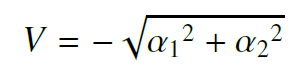 V = − √(α₁² + α₂²)